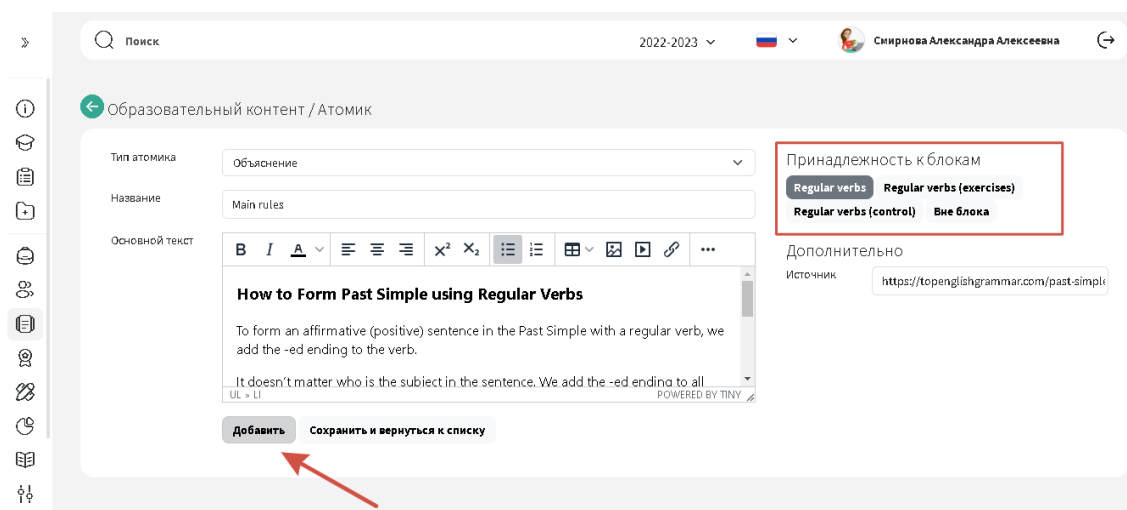 Поиск
2022-2023
Смирнова Александра Алексеевна
Образовательный контент / Атомик
Тип атомика
Объяснение
Название
Main rules
Основной текст
B I A x² X₂
How to Form Past Simple using Regular Verbs
To form an affirmative (positive) sentence in the Past Simple with a regular verb, we
add the -ed ending to the verb.
It doesn't matter who is the subject in the sentence. We add the -ed ending to all
UL » LI
POWERED BY TINY
Добавить
Сохранить и вернуться к списку
Принадлежность к блокам
Regular verbs
Regular verbs (exercises)
Regular verbs (control)
Вне блока
Дополнительно
Источник
https://topenglishgrammar.com/past-simple